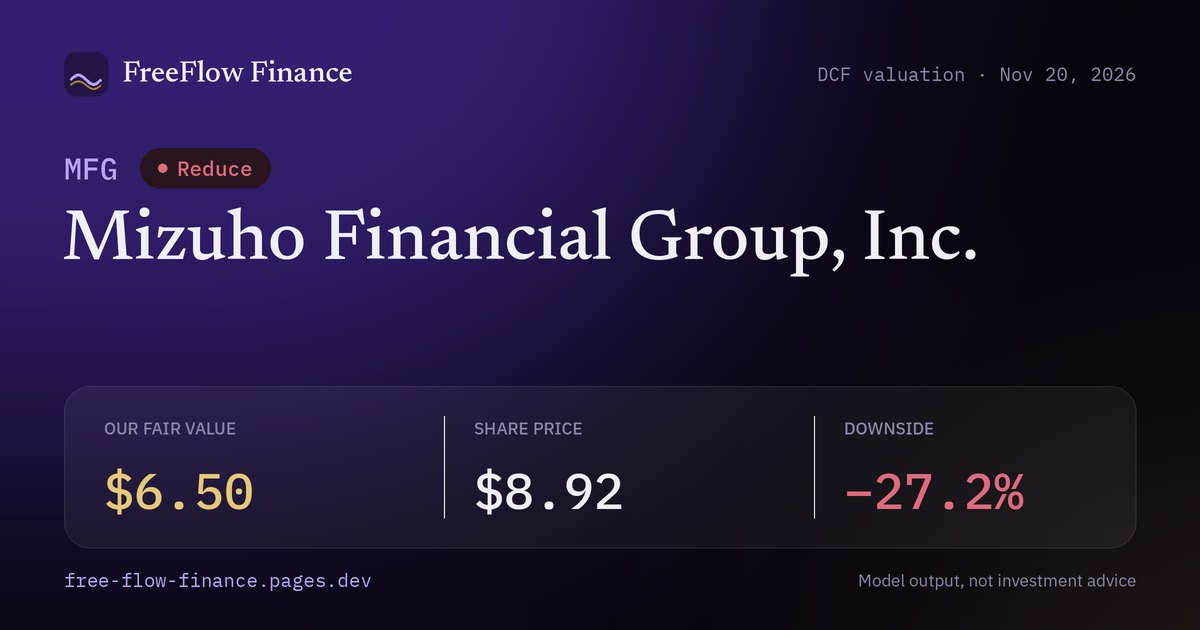 FreeFlow Finance
DCF valuation · Nov 20, 2026
MFG
Reduce
Mizuho Financial Group, Inc.
OUR FAIR VALUE
$6.50
SHARE PRICE
$8.92
DOWNSIDE
−27.2%
free-flow-finance.pages.dev
Model output, not investment advice